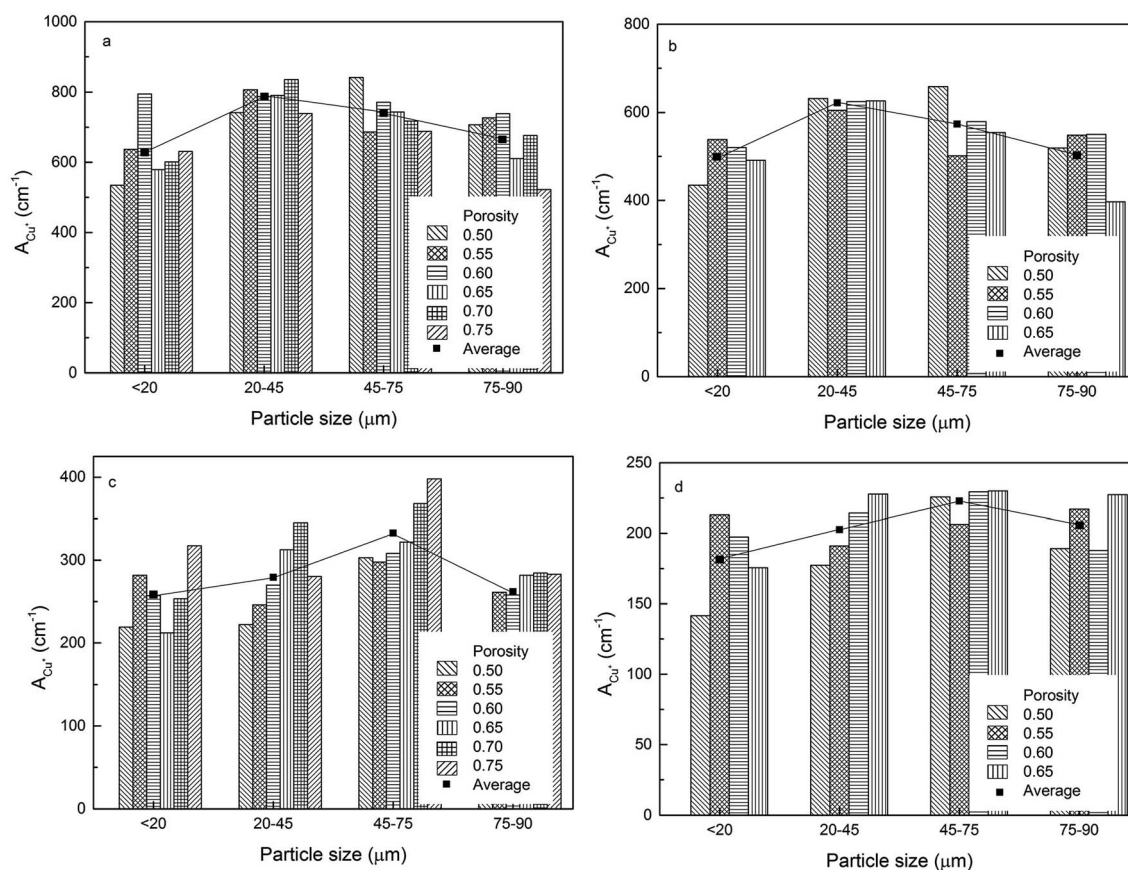 a
1000
800
600
400
200
0
A_Cu* (cm⁻¹)
<20
20-45
45-75
75-90
Particle size (μm)
Porosity
0.50
0.55
0.60
0.65
0.70
0.75
Average
b
800
600
400
200
0
A_Cu* (cm⁻¹)
<20
20-45
45-75
75-90
Particle size (μm)
Porosity
0.50
0.55
0.60
0.65
Average
c
400
300
200
100
0
A_Cu* (cm⁻¹)
<20
20-45
45-75
75-90
Particle size (μm)
Porosity
0.50
0.55
0.60
0.65
0.70
0.75
Average
d
250
200
150
100
50
0
A_Cu* (cm⁻¹)
<20
20-45
45-75
75-90
Particle size (μm)
Porosity
0.50
0.55
0.60
0.65
Average